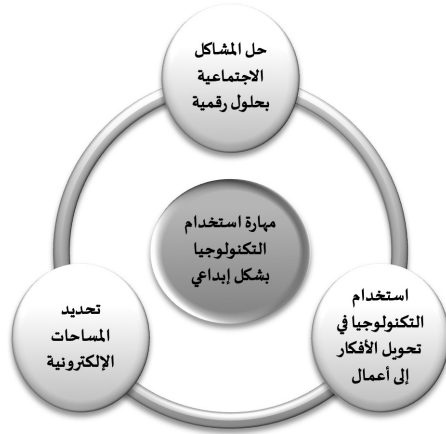 حل المشاكل
الاجتماعية
بحلول رقمية
مهارة استخدام
التكنولوجيا
بشكل إبداعي
استخدام
التكنولوجيا في
تحويل الأفكار
إلى أعمال
تحديد
المساحات
الإلكترونية